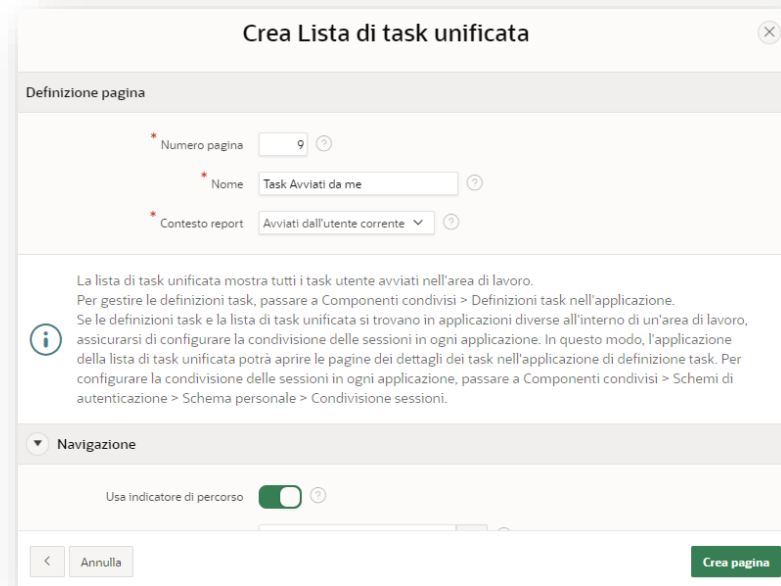 Crea Lista di task unificata
Definizione pagina
* Numero pagina 9
* Nome Task Avviati da me
* Contesto report Avviati dall'utente corrente
La lista di task unificata mostra tutti i task utente avviati nell'area di lavoro.
Per gestire le definizioni task, passare a Componenti condivisi > Definizioni task nell'applicazione.
Se le definizioni task e la lista di task unificata si trovano in applicazioni diverse all'interno di un'area di lavoro,
assicurarsi di configurare la condivisione delle sessioni in ogni applicazione. In questo modo, l'applicazione
della lista di task unificata potrà aprire le pagine dei dettagli dei task nell'applicazione di definizione task. Per
configurare la condivisione delle sessioni in ogni applicazione, passare a Componenti condivisi > Schemi di
autenticazione > Schema personale > Condivisione sessioni.
Navigazione
Usa indicatore di percorso
< Annulla Crea pagina